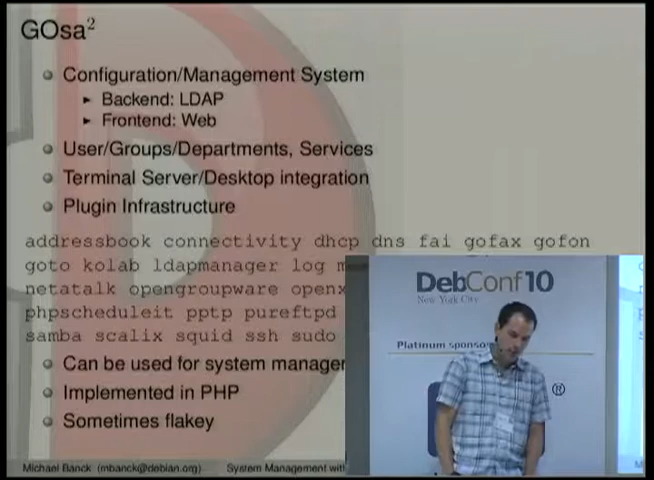 GOsa²
Configuration/Management System
Backend: LDAP
Frontend: Web
User/Groups/Departments, Services
Terminal Server/Desktop integration
Plugin Infrastructure
addressbook connectivity dhcp dns fai gofax gofon
goto kolab ldapmanager log m
netatalk opengroupware openx
phpscheduleit pptp pureftpd
samba scalix squid ssh sudo
Can be used for system manager
Implemented in PHP
Sometimes flakey
Michael Banck (mbanck@debian.org) System Management with
DebConf10
New York City
Platinum sponsor
®